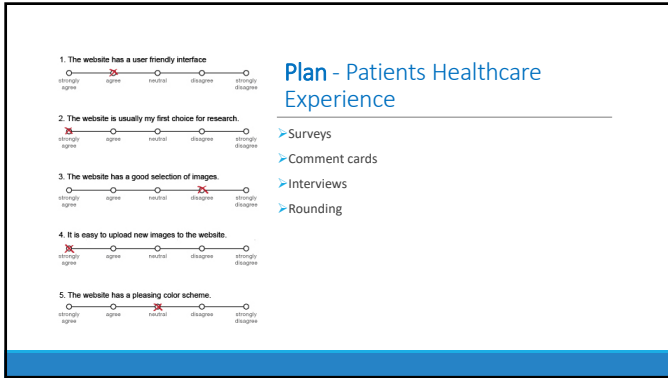 1. The website has a user friendly interface
strongly agree agree neutral disagree strongly disagree
2. The website is usually my first choice for research.
strongly agree agree neutral disagree strongly disagree
3. The website has a good selection of images.
strongly agree agree neutral disagree strongly disagree
4. It is easy to upload new images to the website.
strongly agree agree neutral disagree strongly disagree
5. The website has a pleasing color scheme.
strongly agree agree neutral disagree strongly disagree
Plan - Patients Healthcare
Experience
➢Surveys
➢Comment cards
➢Interviews
➢Rounding